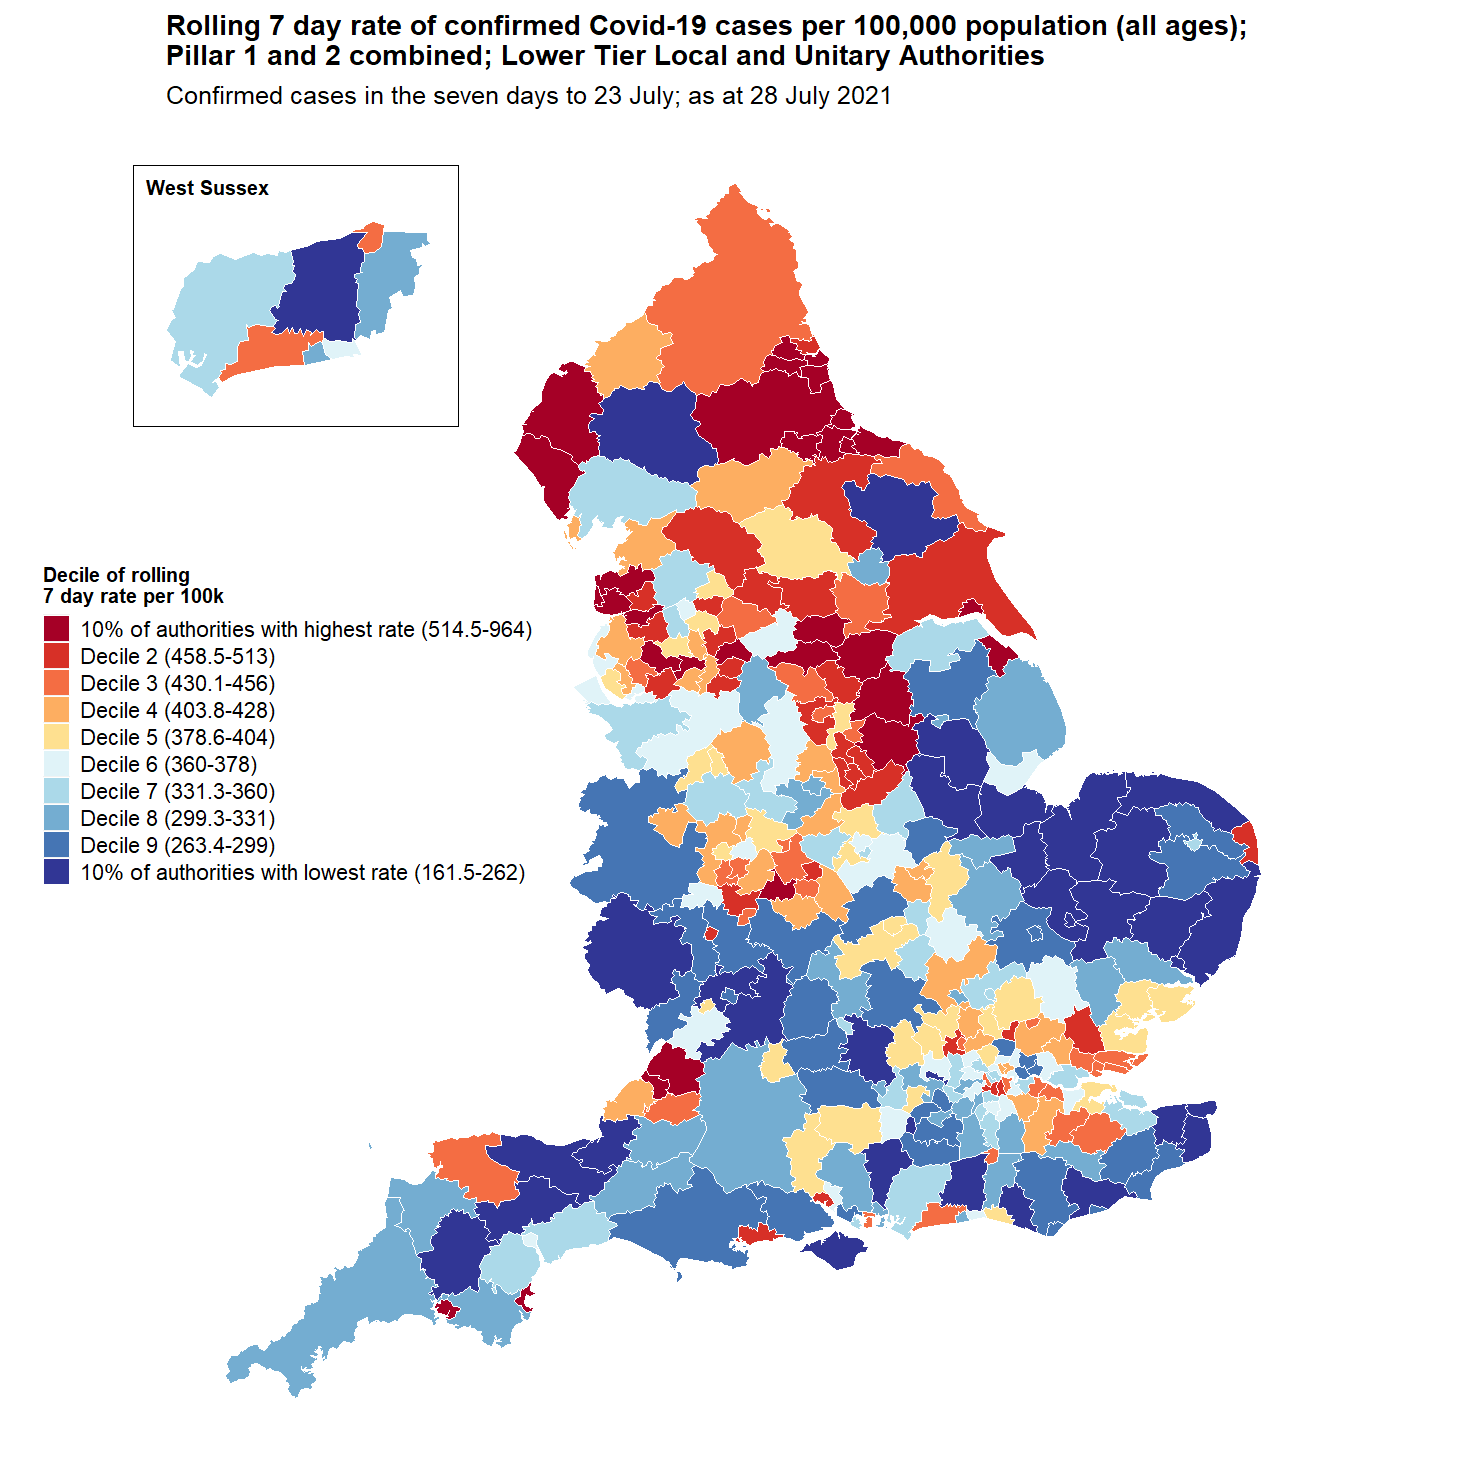 Rolling 7 day rate of confirmed Covid-19 cases per 100,000 population (all ages);
Pillar 1 and 2 combined; Lower Tier Local and Unitary Authorities
Confirmed cases in the seven days to 23 July; as at 28 July 2021
West Sussex
Decile of rolling
7 day rate per 100k
10% of authorities with highest rate (514.5-964)
Decile 2 (458.5-513)
Decile 3 (430.1-456)
Decile 4 (403.8-428)
Decile 5 (378.6-404)
Decile 6 (360-378)
Decile 7 (331.3-360)
Decile 8 (299.3-331)
Decile 9 (263.4-299)
10% of authorities with lowest rate (161.5-262)